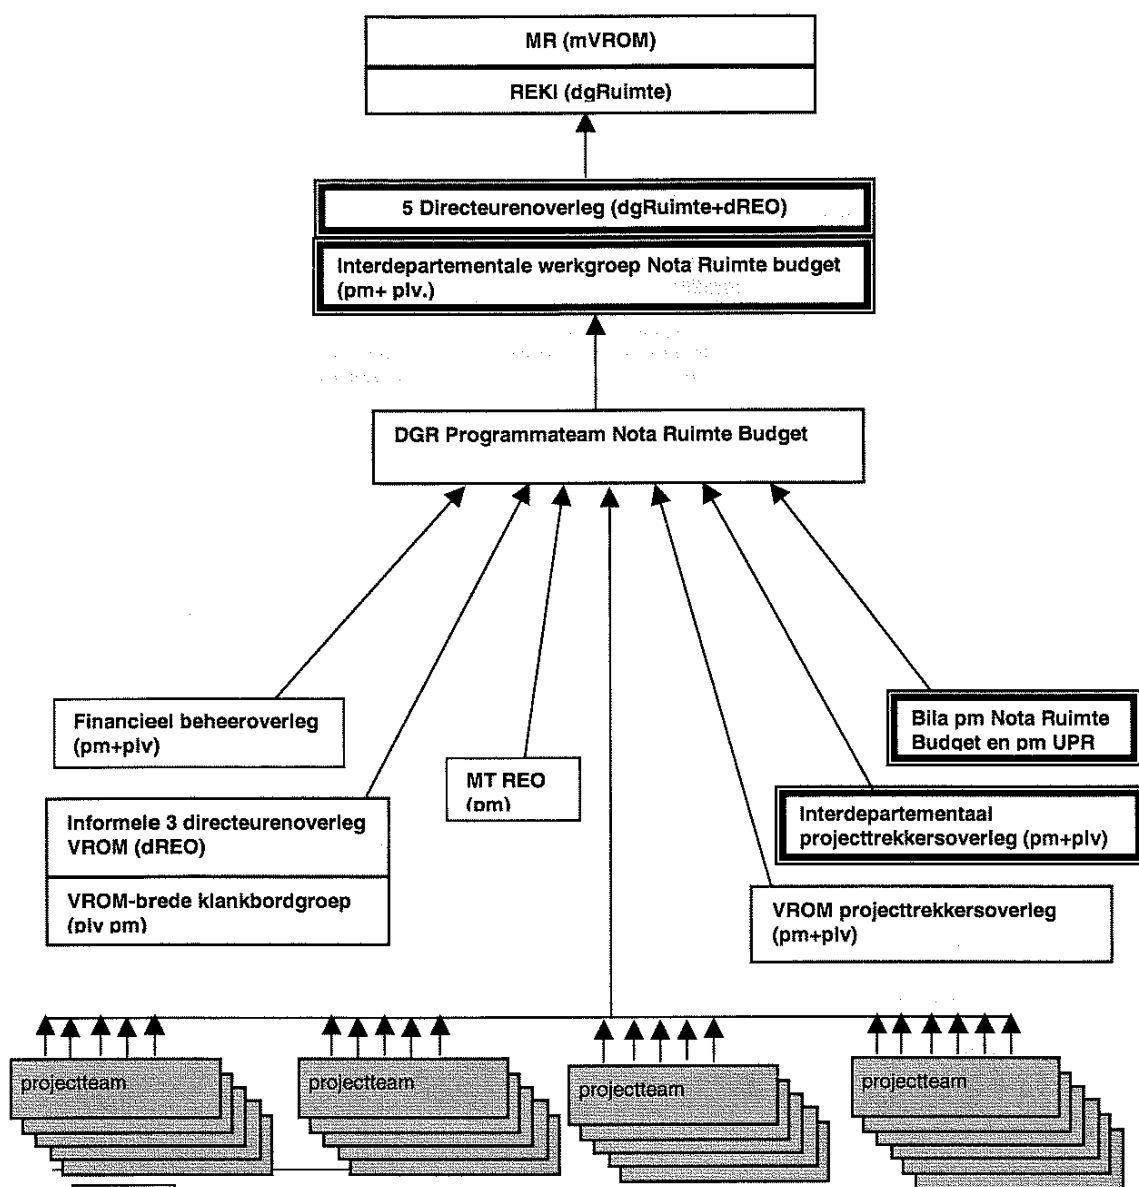 MR (mVROM)
REKI (dgRuimte)
5 Directeurenoverleg (dgRuimte+dREO)
Interdepartementale werkgroep Nota Ruimte budget
(pm+ plv.)
DGR Programmateam Nota Ruimte Budget
Financieel beheeroverleg
(pm+plv)
MT REO
(pm)
Bila pm Nota Ruimte
Budget en pm UPR
Informele 3 directeurenoverleg
VROM (dREO)
VROM-brede klankbordgroep
(plv pm)
Interdepartementaal
projecttrekkersoverleg (pm+plv)
VROM projecttrekkersoverleg
(pm+plv)
projectteam
projectteam
projectteam
projectteam